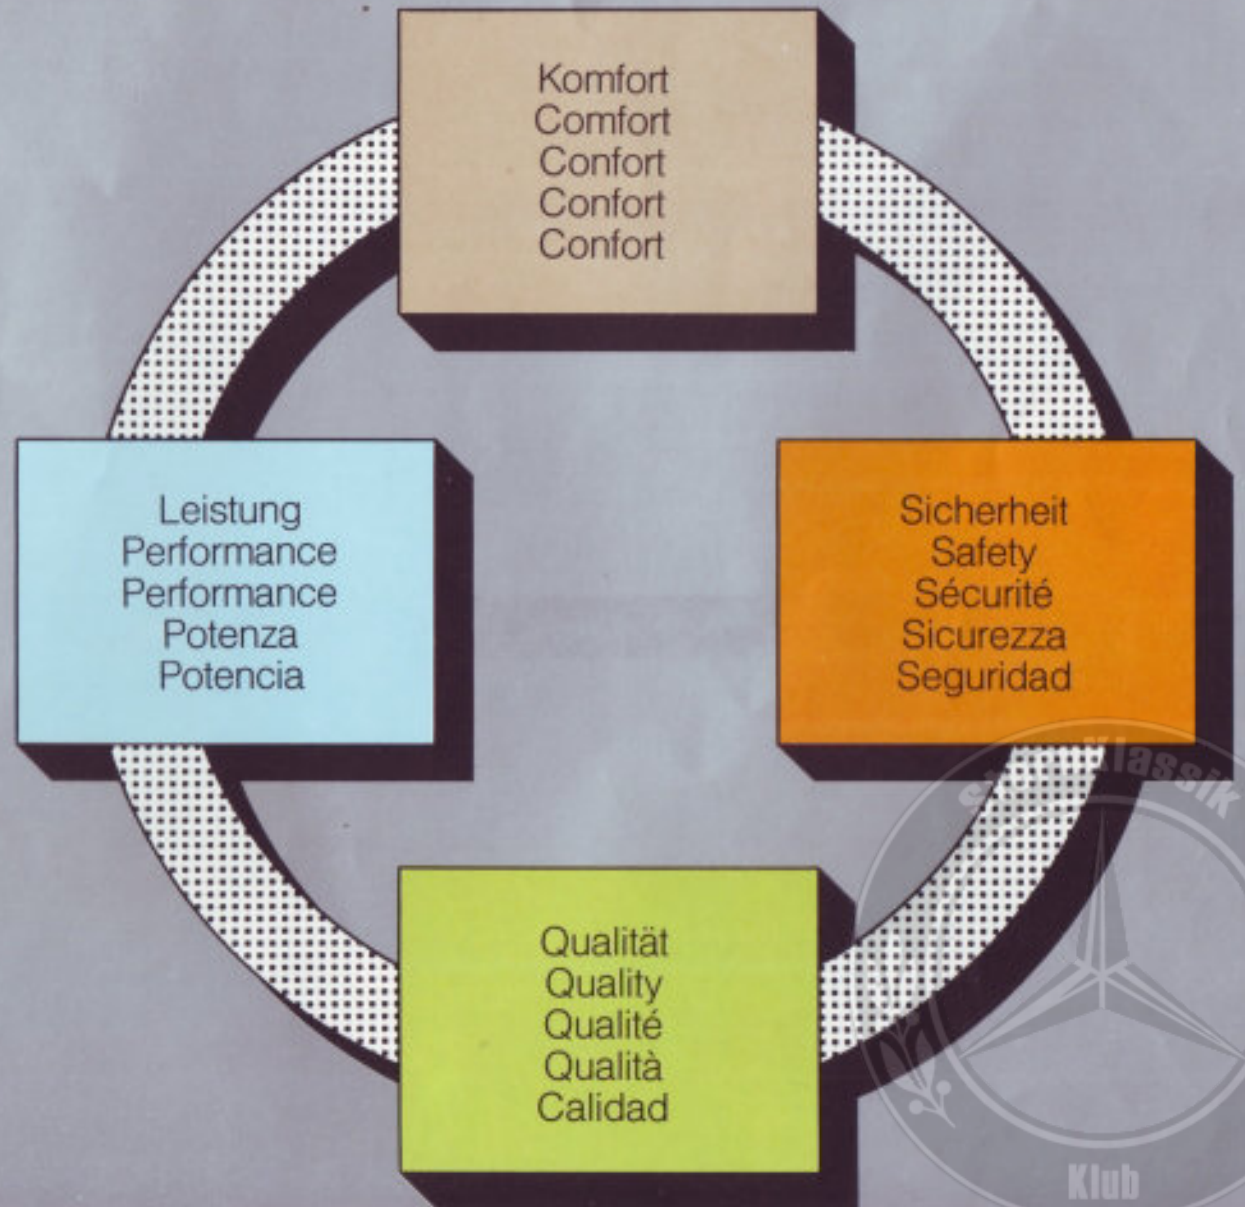 Komfort
Comfort
Confort
Confort
Confort
Leistung
Performance
Performance
Potenza
Potencia
Sicherheit
Safety
Sécurité
Sicurezza
Seguridad
Qualität
Quality
Qualité
Qualità
Calidad
Klassik
Klub